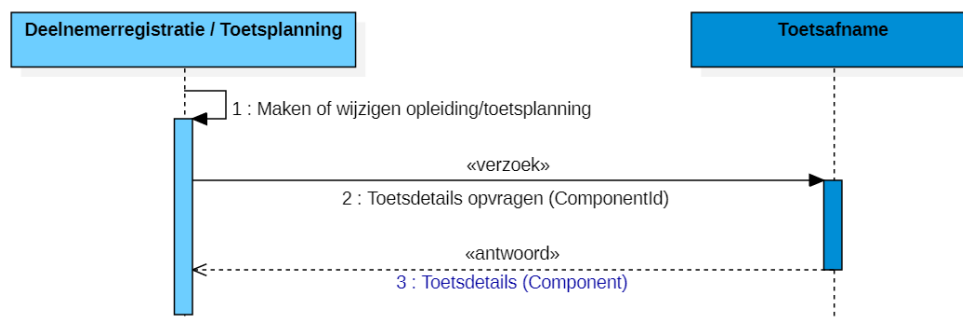 Deelnemerregistratie / Toetsplanning
Toetsafname
1 : Maken of wijzigen opleiding/toetsplanning
«verzoek»
2 : Toetsdetails opvragen (ComponentId)
«antwoord»
3 : Toetsdetails (Component)